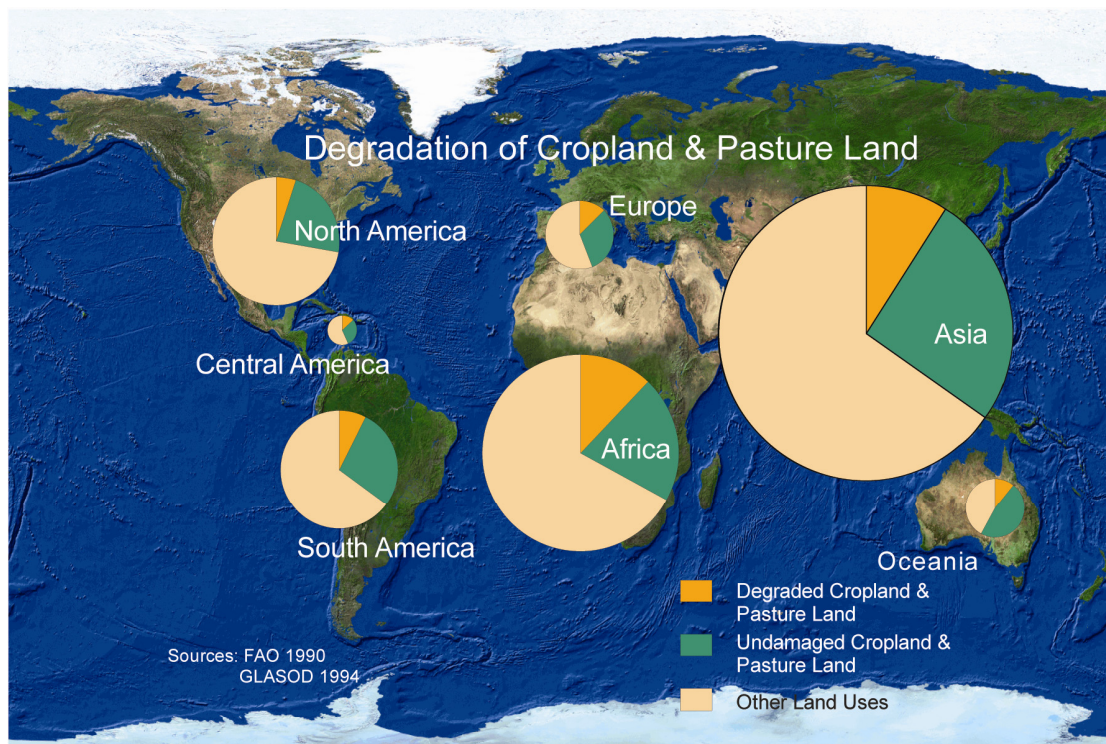 Degradation of Cropland & Pasture Land
North America
Europe
Asia
Central America
Africa
South America
Oceania
Degraded Cropland &
Pasture Land
Undamaged Cropland &
Pasture Land
Other Land Uses
Sources: FAO 1990
GLASOD 1994